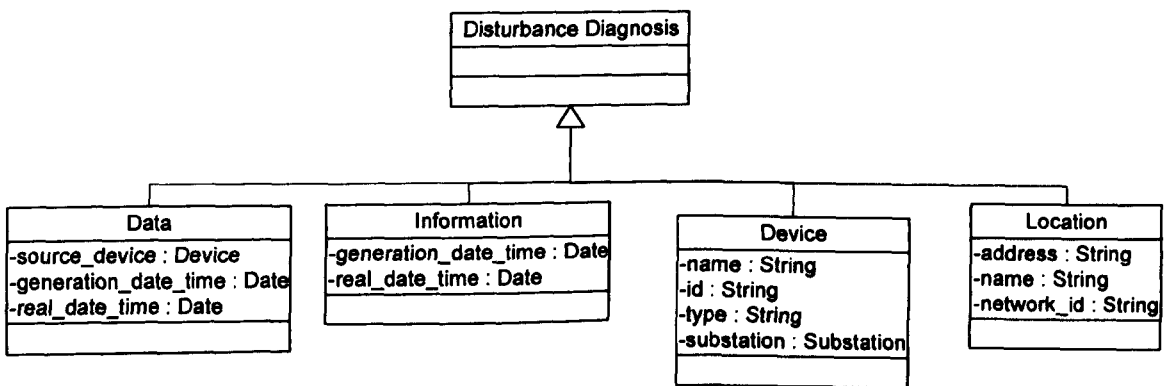 Disturbance Diagnosis
Data
-source_device : Device
-generation_date_time : Date
-real_date_time : Date
Information
-generation_date_time : Date
-real_date_time : Date
Device
-name : String
-id : String
-type : String
-substation : Substation
Location
-address : String
-name : String
-network_id : String